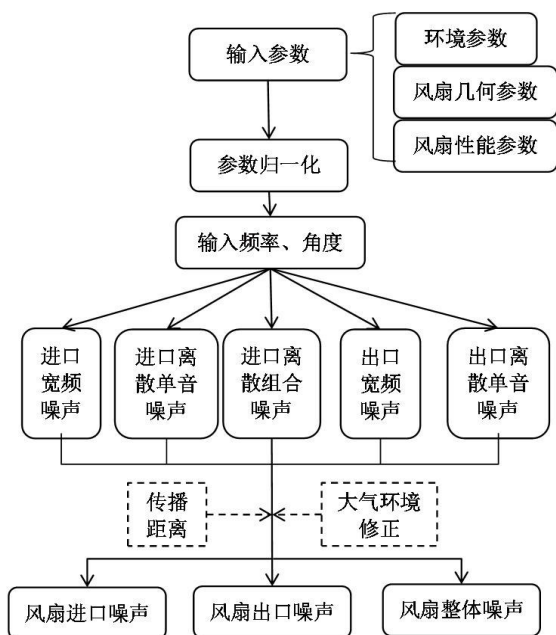 输入参数
环境参数
风扇几何参数
风扇性能参数
参数归一化
输入频率、角度
进口
宽频
噪声
进口离
散单音
噪声
进口离
散组合
噪声
出口
宽频
噪声
出口离
散单音
噪声
传播
距离
大气环境
修正
风扇进口噪声
风扇出口噪声
风扇整体噪声